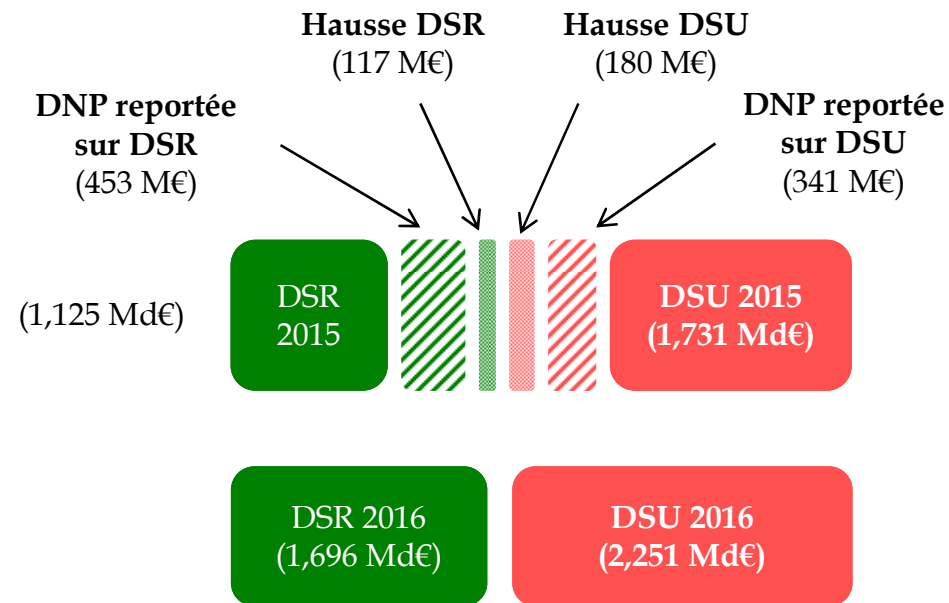 Hausse DSR
(117 M€)
Hausse DSU
(180 M€)
DNP reportée
sur DSR
(453 M€)
DNP reportée
sur DSU
(341 M€)
(1,125 Md€)
DSR
2015
DSU 2015
(1,731 Md€)
DSR 2016
(1,696 Md€)
DSU 2016
(2,251 Md€)